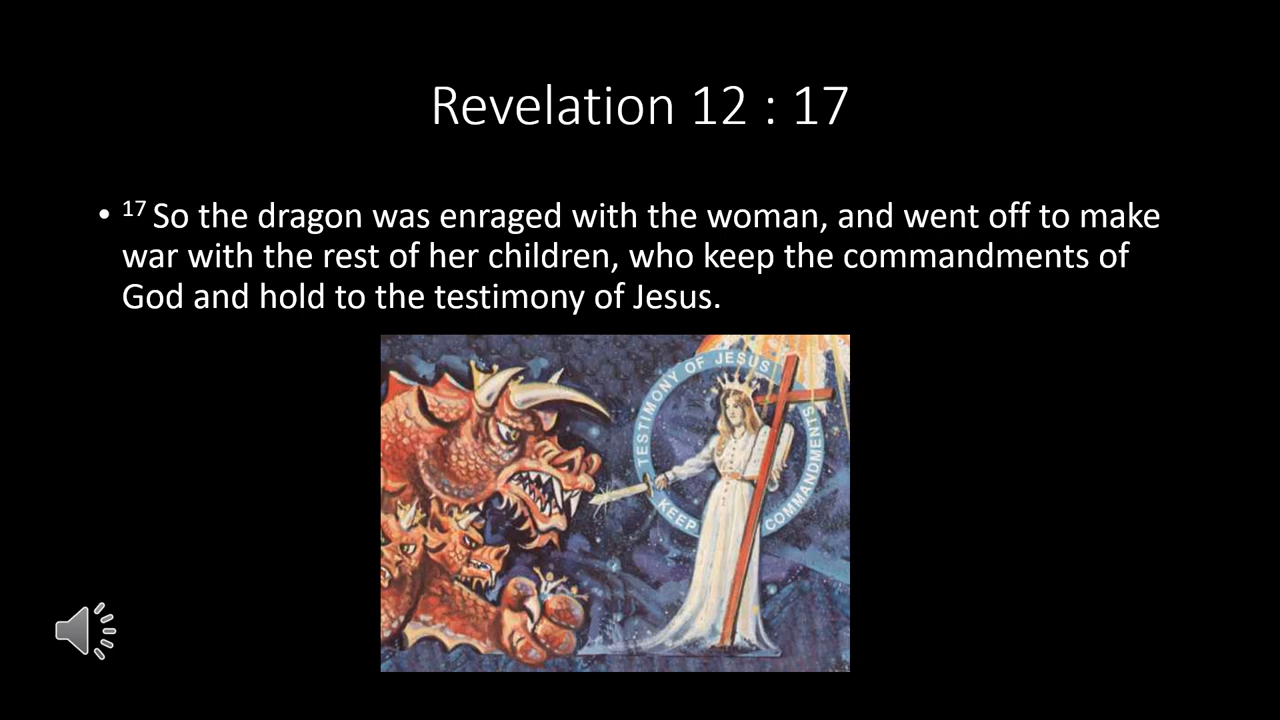 Revelation 12 : 17
• 17 So the dragon was enraged with the woman, and went off to make
war with the rest of her children, who keep the commandments of
God and hold to the testimony of Jesus.
TESTIMONY OF JESUS
KEEP
COMMANDMENTS